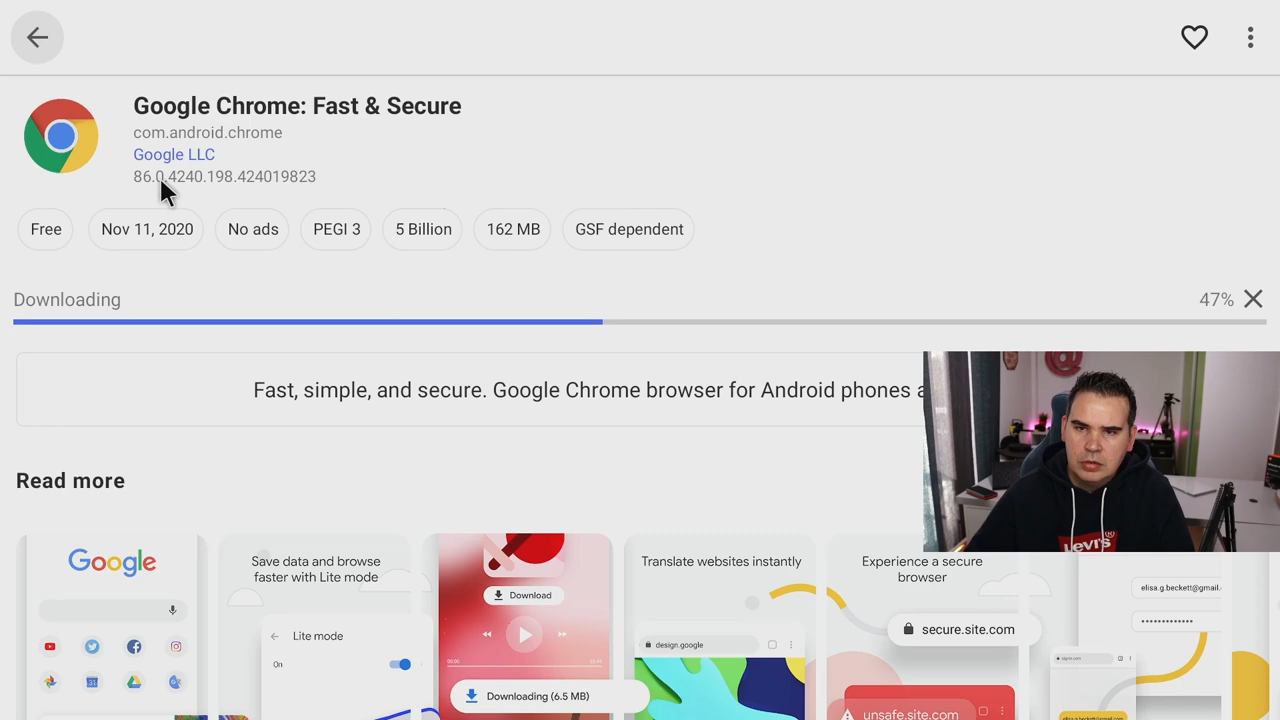 Google Chrome: Fast & Secure
com.android.chrome
Google LLC
86.0.4240.198.424019823
Free
Nov 11, 2020
No ads
PEGI 3
5 Billion
162 MB
GSF dependent
Downloading
47%
Fast, simple, and secure. Google Chrome browser for Android phones
Levi's
Read more
Google
Save data and browse
faster with Lite mode
Lite mode
On
Download
Downloading (6.5 MB)
Translate websites instantly
design.google
Experience a secure
browser
secure.site.com
unsafe.site.com
elisa.g.beckett@gmail.